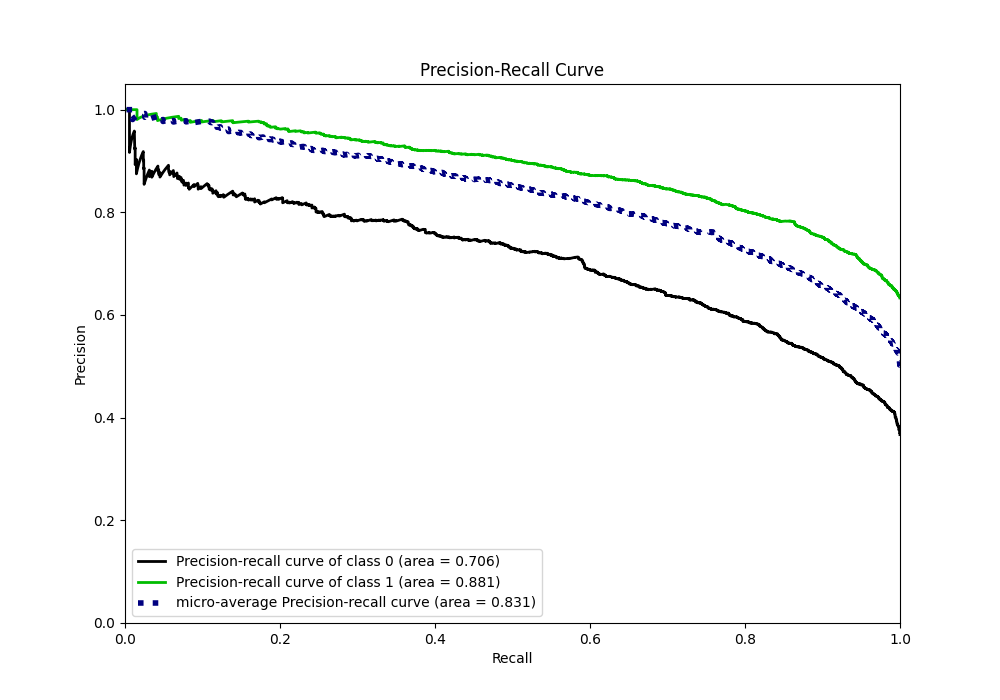 Precision-Recall Curve
1.0
0.8
0.6
0.4
0.2
0.0
Precision
Precision-recall curve of class 0 (area = 0.706)
Precision-recall curve of class 1 (area = 0.881)
micro-average Precision-recall curve (area = 0.831)
0.0 0.2 0.4 0.6 0.8 1.0
Recall